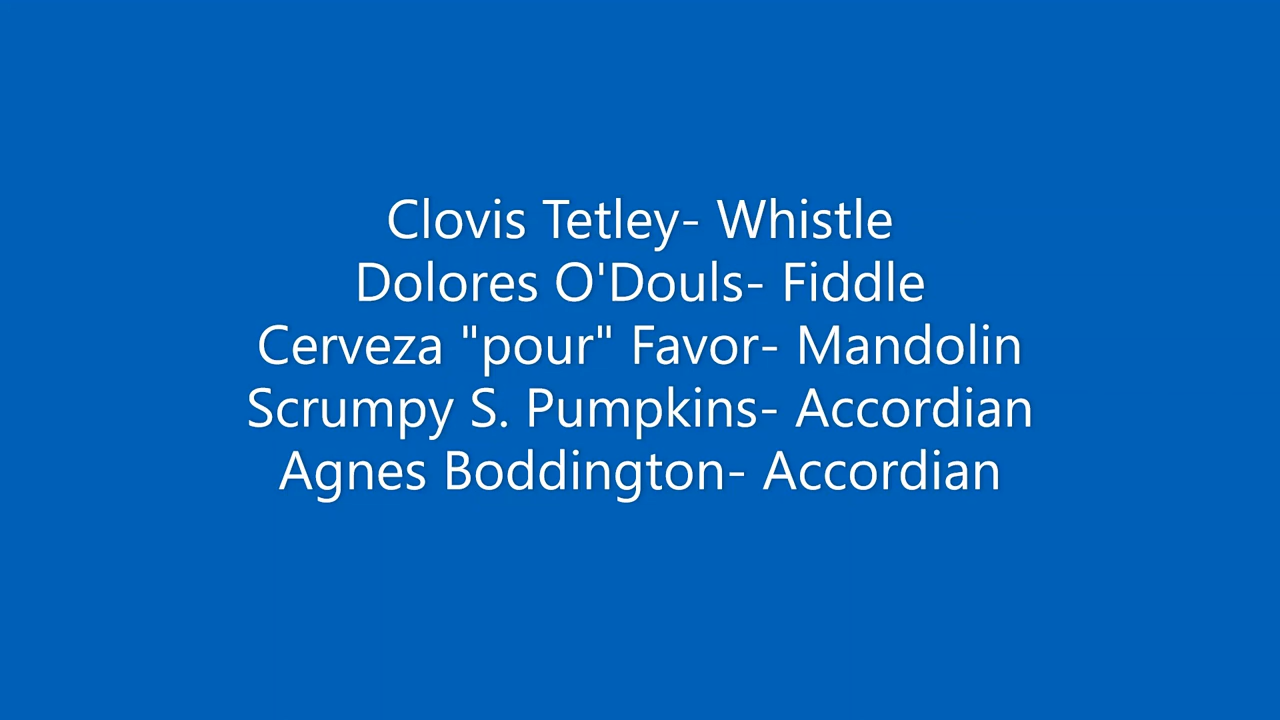 Clovis Tetley- Whistle
Dolores O'Douls- Fiddle
Cerveza "pour" Favor- Mandolin
Scrumpy S. Pumpkins- Accordian
Agnes Boddington- Accordian